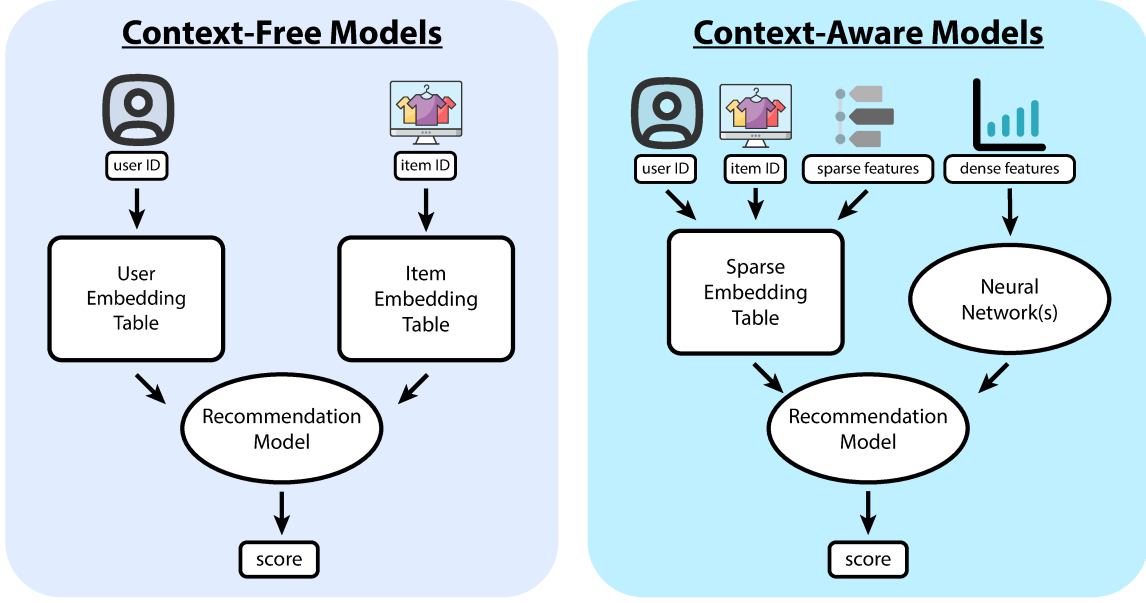 Context-Free Models
user ID
item ID
User
Embedding
Table
Item
Embedding
Table
Recommendation
Model
score
Context-Aware Models
user ID
item ID
sparse features
dense features
Sparse
Embedding
Table
Neural
Network(s)
Recommendation
Model
score